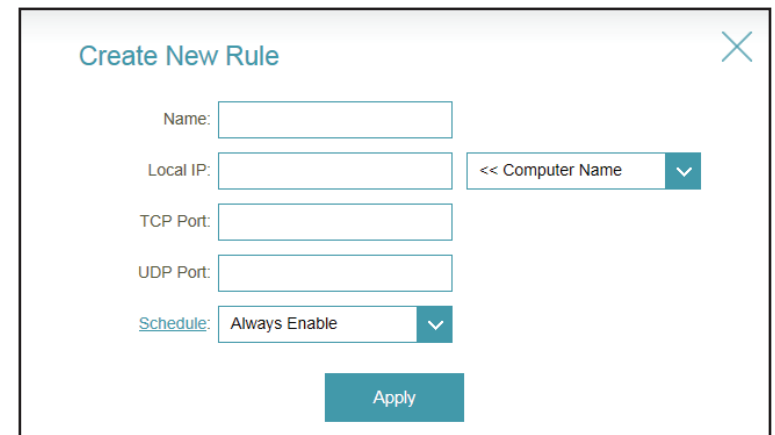 Create New Rule
Name:
Local IP: << Computer Name
TCP Port:
UDP Port:
Schedule: Always Enable
Apply